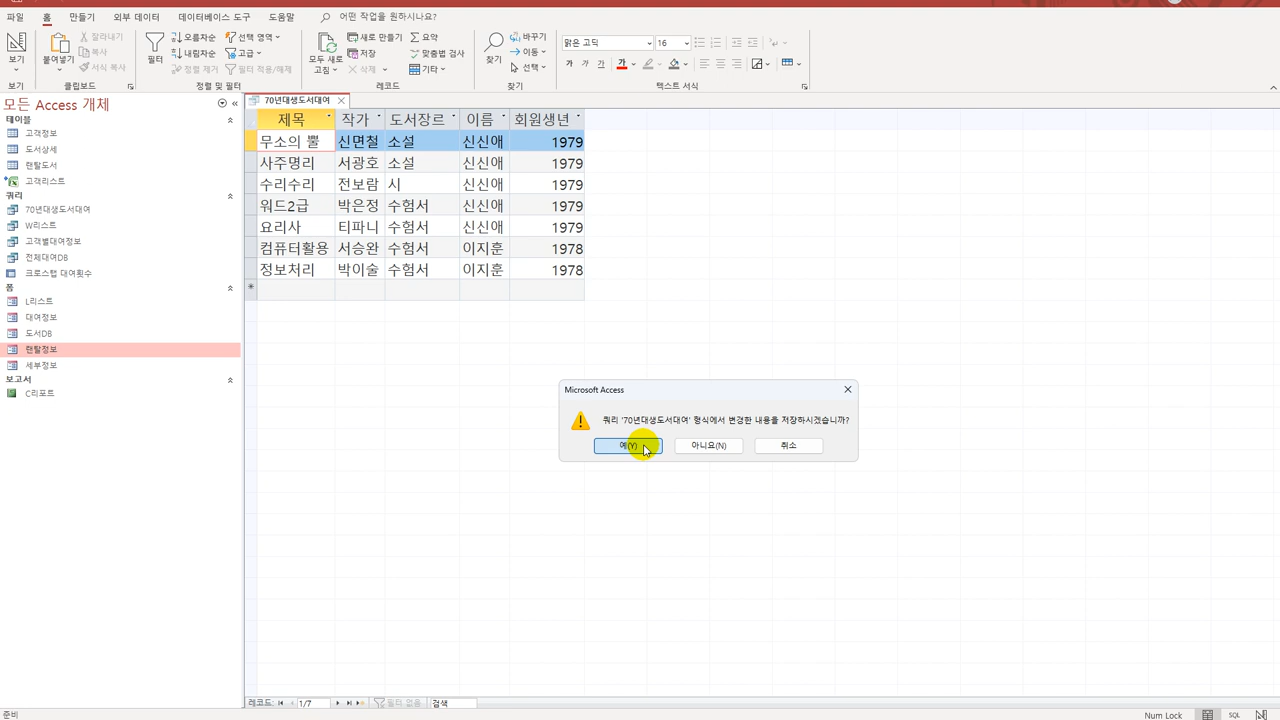 파일 홈 만들기 외부 데이터 데이터베이스 도구 도움말 어떤 작업을 원하시나요?
보기
붙여넣기
잘라내기
복사
서식 복사
클립보드
필터
오름차순
내림차순
정렬 제거
선택 영역
고급
필터 적용/해제
정렬 및 필터
모두 새로
고침
새로 만들기
저장
삭제
요약
맞춤법 검사
기타
레코드
찾기
바꾸기
이동
선택
찾기
맑은 고딕 16
가 가 가 가
텍스트 서식
모든 Access 개체
테이블
고객정보
도서상세
랜탈도서
고객리스트
쿼리
70년대생도서대여
W리스트
고객별대여정보
전체대여DB
크로스탭 대여횟수
폼
L리스트
대여정보
도서DB
랜탈정보
세부정보
보고서
C리포트
70년대생도서대여
제목 작가 도서장르 이름 회원생년
무소의 뿔 신면철 소설 신신애 1979
사주명리 서광호 소설 신신애 1979
수리수리 전보람 시 신신애 1979
워드2급 박은정 수험서 신신애 1979
요리사 티파니 수험서 신신애 1979
컴퓨터활용 서승완 수험서 이지훈 1978
정보처리 박이술 수험서 이지훈 1978
Microsoft Access
쿼리 '70년대생도서대여' 형식에서 변경한 내용을 저장하시겠습니까?
예(Y) 아니요(N) 취소
레코드: 1/7 필터 없음 검색
준비 Num Lock SQL